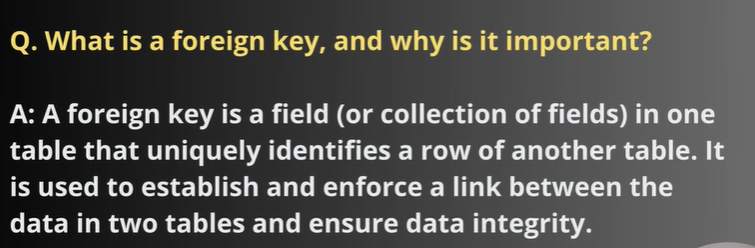 Q. What is a foreign key, and why is it important?
A: A foreign key is a field (or collection of fields) in one
table that uniquely identifies a row of another table. It
is used to establish and enforce a link between the
data in two tables and ensure data integrity.